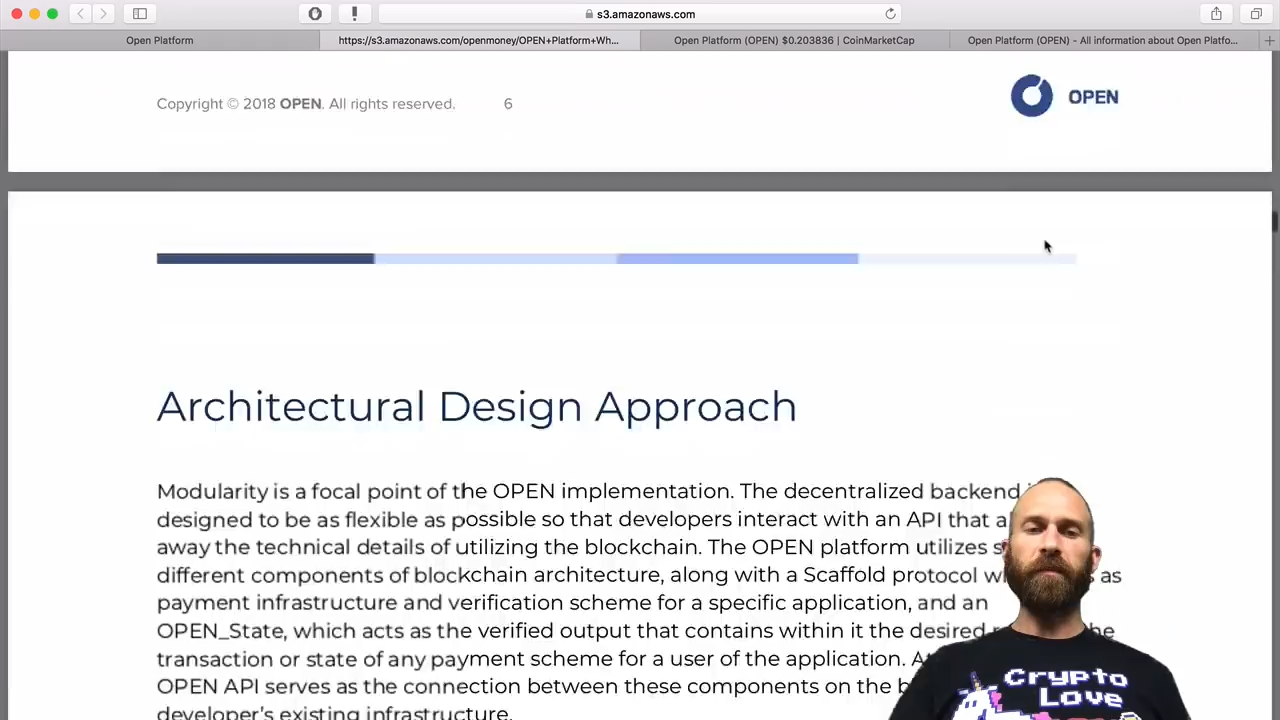 s3.amazonaws.com
Open Platform
https://s3.amazonaws.com/openmoney/OPEN+Platform+Wh...
Open Platform (OPEN) $0.203836 | CoinMarketCap
Open Platform (OPEN) - All information about Open Platfo...
Copyright © 2018 OPEN. All rights reserved.
6
OPEN
Architectural Design Approach
Modularity is a focal point of the OPEN implementation. The decentralized backend
designed to be as flexible as possible so that developers interact with an API that
away the technical details of utilizing the blockchain. The OPEN platform utilizes
different components of blockchain architecture, along with a Scaffold protocol as
payment infrastructure and verification scheme for a specific application, and an
OPEN_State, which acts as the verified output that contains within it the desired
transaction or state of any payment scheme for a user of the application.
OPEN API serves as the connection between these components on the
developer's existing infrastructure.
Crypto
Love